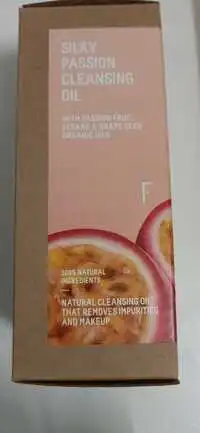 SILKY
PASSION
CLEANSING
OIL
WITH PASSION FRUIT,
SESAME & GRAPE SEED
ORGANIC OILS
F
100% NATURAL
INGREDIENTS
NATURAL CLEANSING OIL
THAT REMOVES IMPURITIES
AND MAKEUP